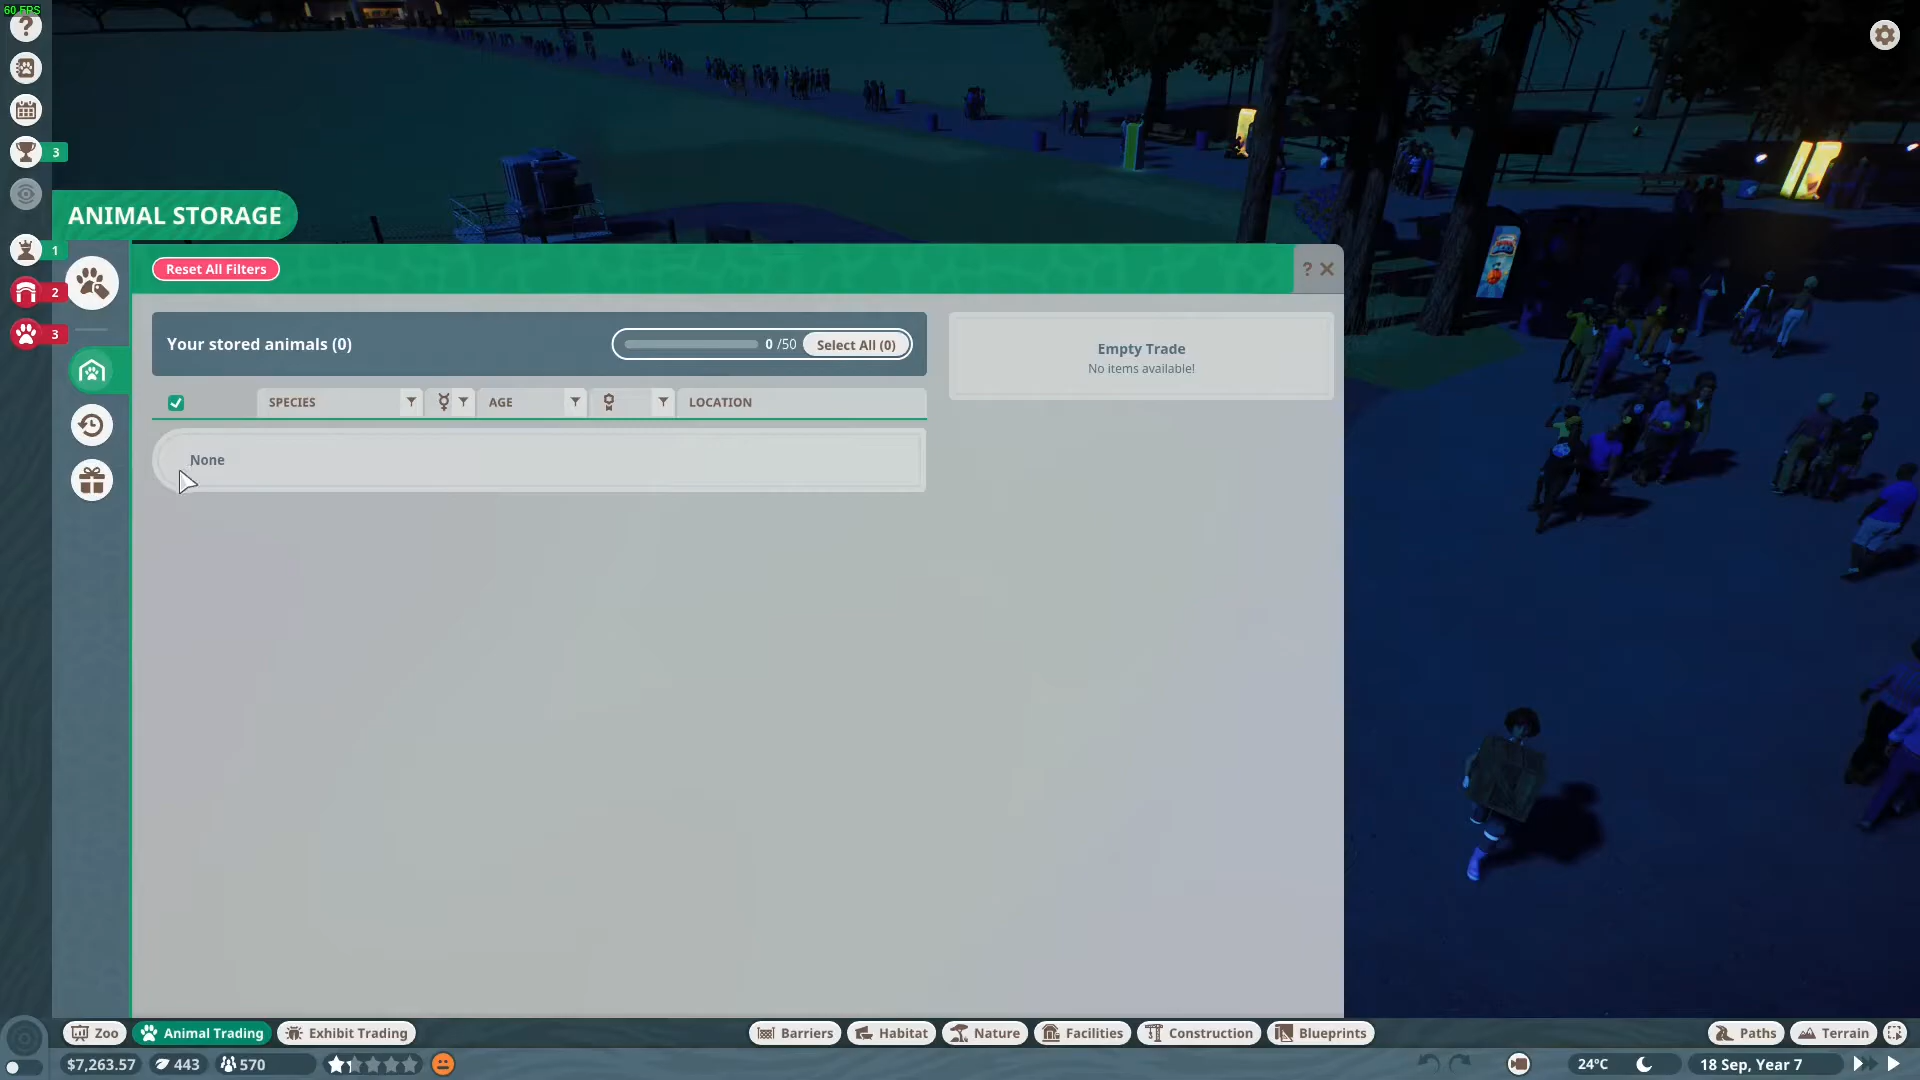 60 FPS
3
ANIMAL STORAGE
1
2
3
Reset All Filters
?
Your stored animals (0)
0 /50
Select All (0)
Empty Trade
No items available!
SPECIES
AGE
LOCATION
None
Zoo
Animal Trading
Exhibit Trading
Barriers
Habitat
Nature
Facilities
Construction
Blueprints
Paths
Terrain
$7,263.57
443
570
24°C
18 Sep, Year 7